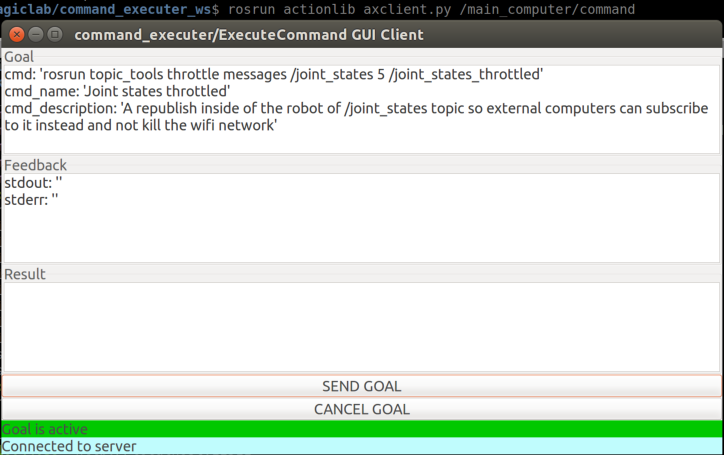 agiclab/command_executer_ws$ rosrun actionlib axclient.py /main_computer/command
command_executer/ExecuteCommand GUI Client
Goal
cmd: 'rosrun topic_tools throttle messages /joint_states 5 /joint_states_throttled'
cmd_name: 'Joint states throttled'
cmd_description: 'A republish inside of the robot of /joint_states topic so external computers can subscribe
to it instead and not kill the wifi network'
Feedback
stdout: ''
stderr: ''
Result
SEND GOAL
CANCEL GOAL
Goal is active
Connected to server